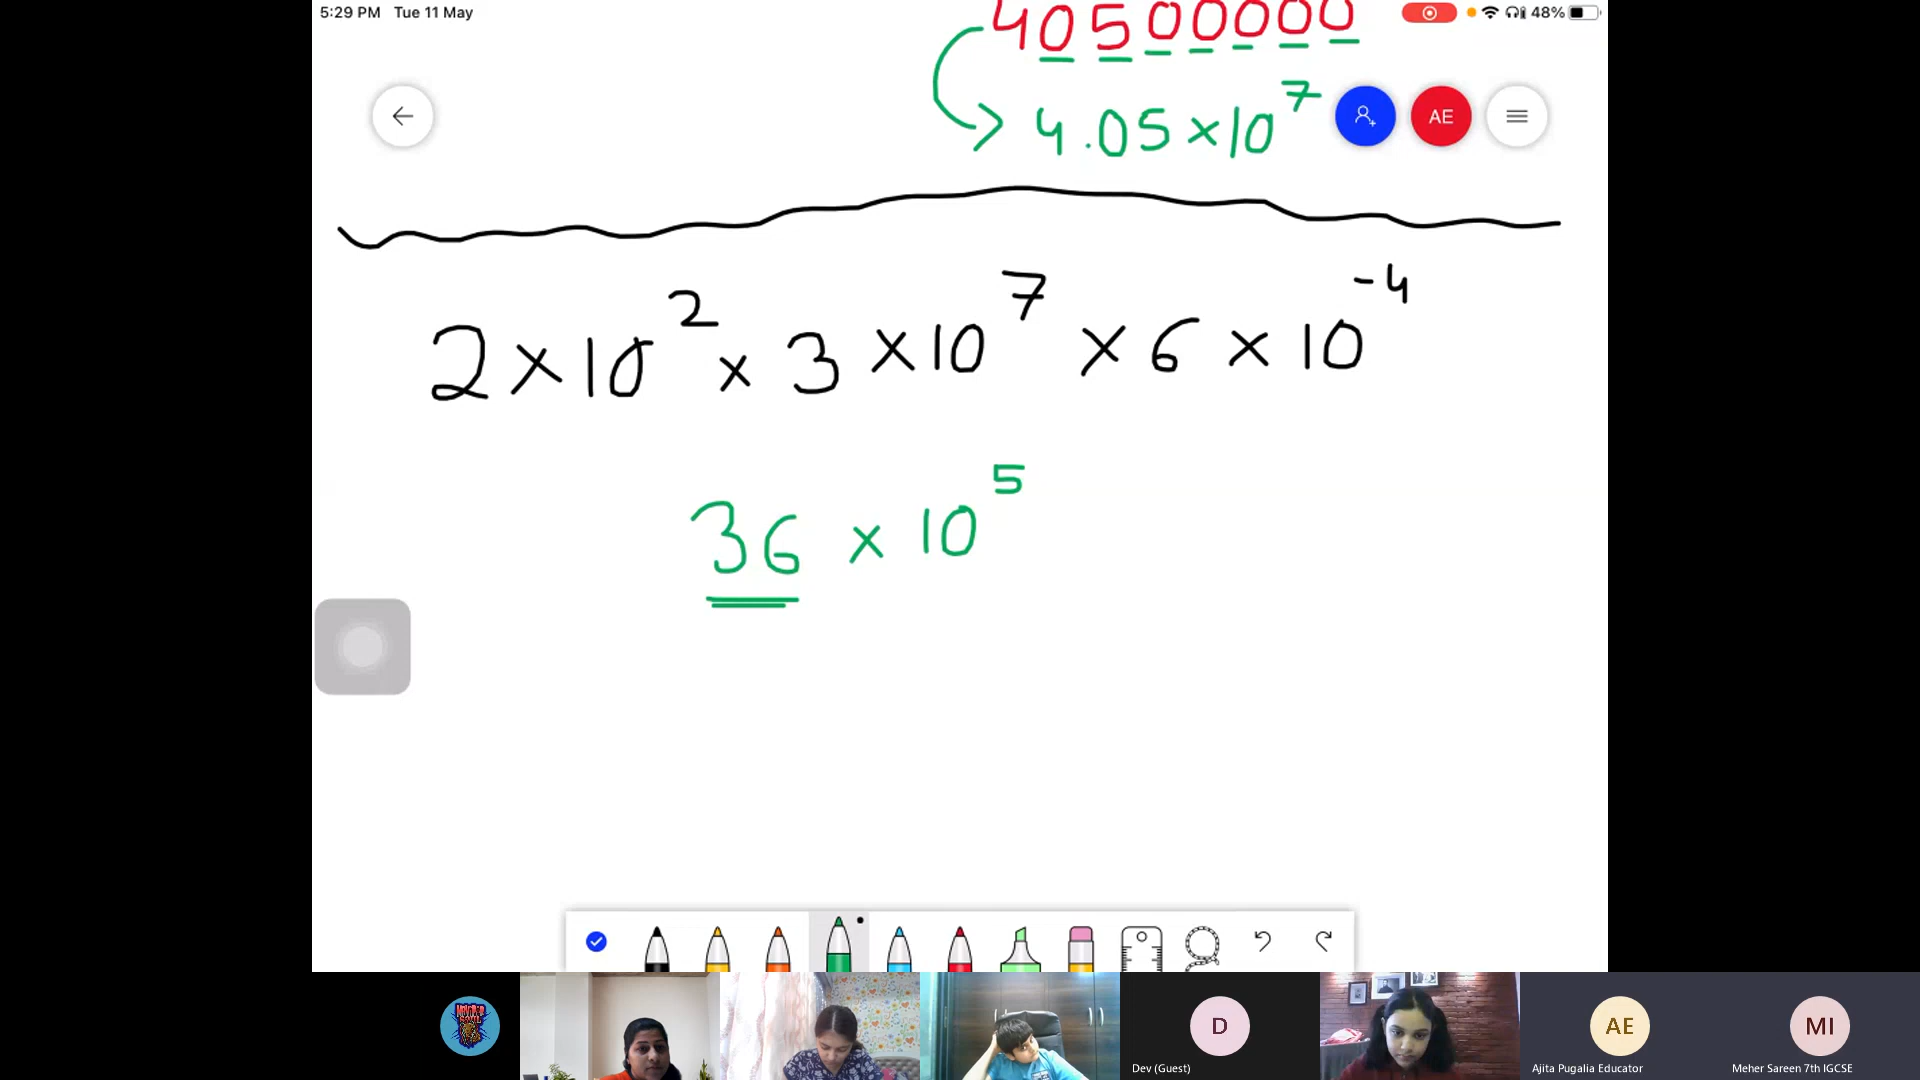 5:29 PM Tue 11 May
48%
40500000
4.05 × 10⁷
AE
2 × 10² × 3 × 10⁷ × 6 × 10⁻⁴
36 × 10⁵
D
AE
MI
Dev (Guest)
Ajita Pugalia Educator
Meher Sareen 7th IGCSE